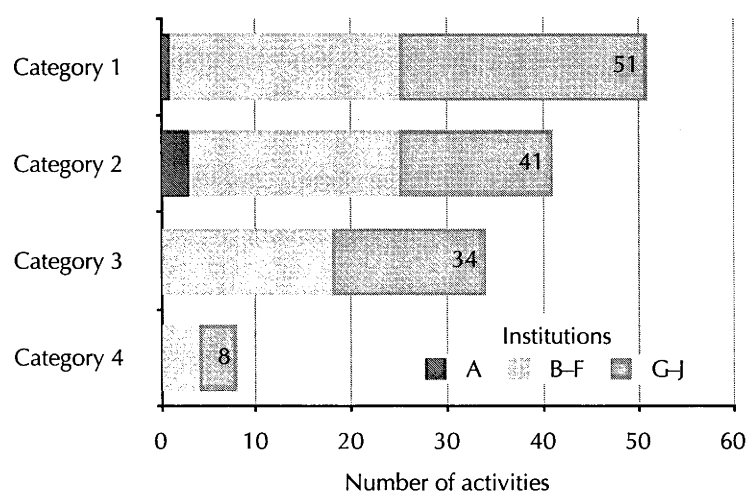 Category 1
51
Category 2
41
Category 3
34
Category 4
8
Institutions
A B–F G–J
0 10 20 30 40 50 60
Number of activities